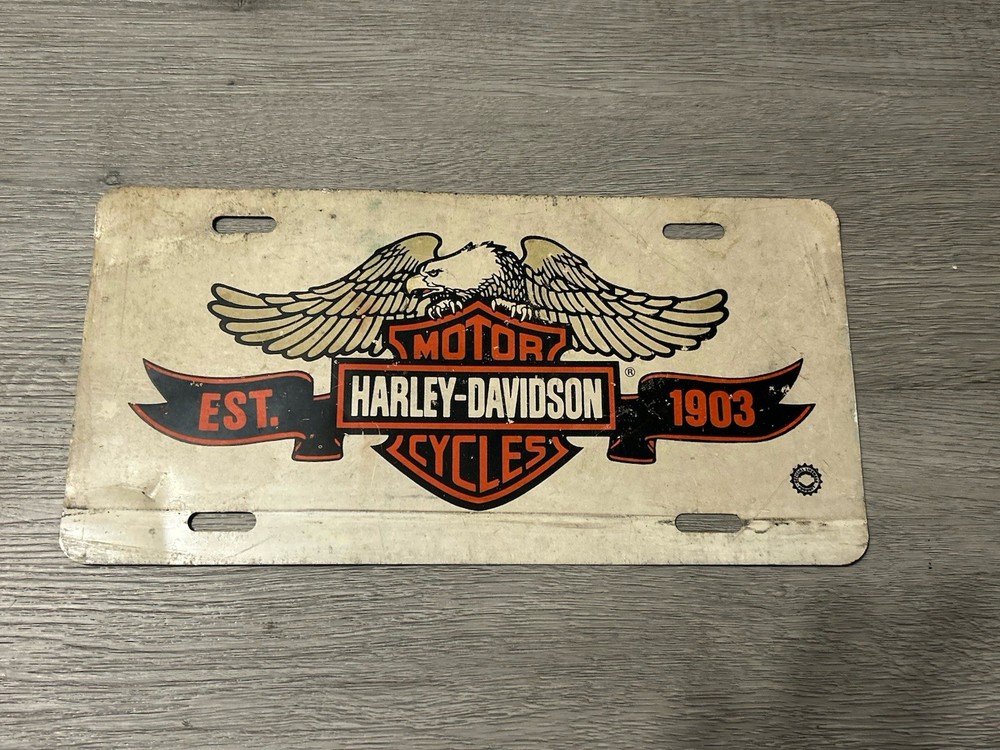 MOTOR
HARLEY-DAVIDSON
®
EST.
1903
CYCLES